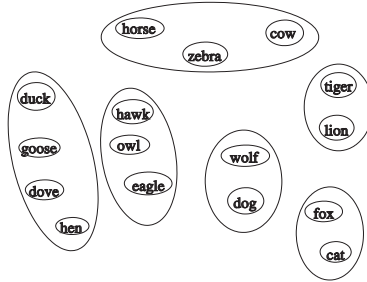 horse
cow
zebra
duck
goose
dove
hen
hawk
owl
eagle
wolf
dog
tiger
lion
fox
cat